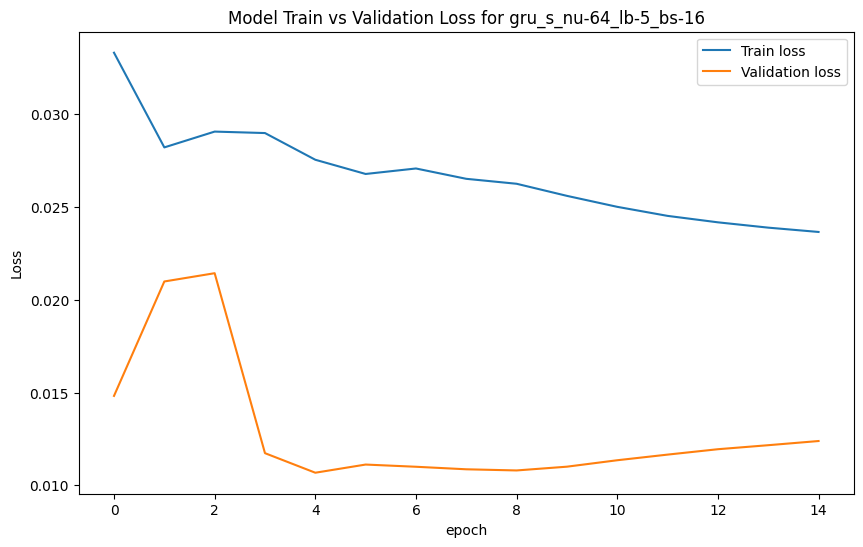 Model Train vs Validation Loss for gru_s_nu-64_lb-5_bs-16
Train loss
Validation loss
0.030
0.025
0.020
0.015
0.010
Loss
0 2 4 6 8 10 12 14
epoch